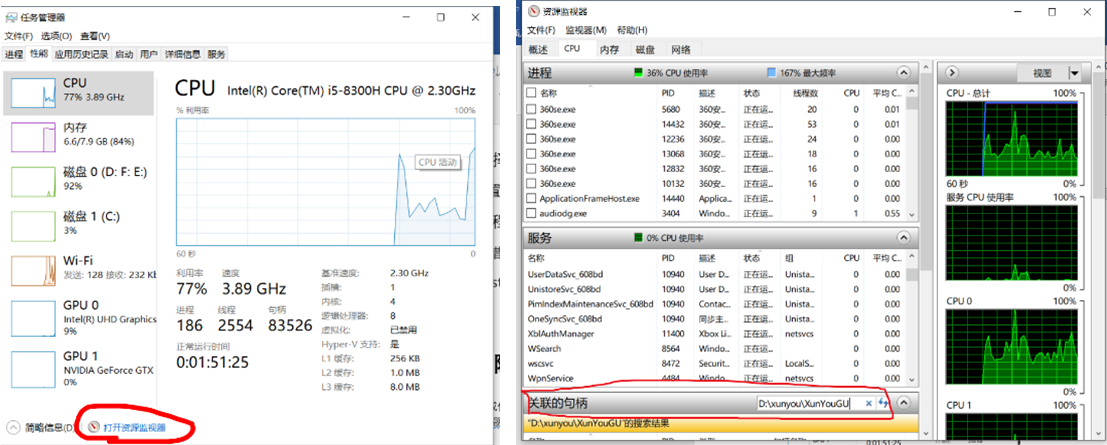 任务管理器
文件(F) 选项(O) 查看(V)
进程 性能 应用历史记录 启动 用户 详细信息 服务
CPU
77% 3.89 GHz
内存
6.6/7.9 GB (84%)
磁盘 0 (D: F: E:)
92%
磁盘 1 (C:)
3%
Wi-Fi
发送: 128 接收: 232 Kb
GPU 0
Intel(R) UHD Graphics
9%
GPU 1
NVIDIA GeForce GTX
0%
CPU Intel(R) Core(TM) i5-8300H CPU @ 2.30GHz
% 利用率 100%
CPU 活动
60 秒 0
利用率 速度 基准速度: 2.30 GHz
77% 3.89 GHz 插槽: 1
内核: 4
进程 线程 句柄 逻辑处理器: 8
186 2554 83526 虚拟化: 已禁用
Hyper-V 支持: 是
正常运行时间 L1 缓存: 256 KB
0:01:51:25 L2 缓存: 1.0 MB
L3 缓存: 8.0 MB
简略信息(D) 打开资源监视器
资源监视器
文件(F) 监视器(M) 帮助(H)
概述 CPU 内存 磁盘 网络
进程 36% CPU 使用率 167% 最大频率
名称 PID 描述 状态 线程数 CPU 平均 C...
360se.exe 5680 360安... 正在运... 20 0 0.01
360se.exe 14432 360安... 正在运... 53 0 0.01
360se.exe 12236 360安... 正在运... 24 0 0.00
360se.exe 13068 360安... 正在运... 18 0 0.00
360se.exe 12832 360安... 正在运... 16 0 0.00
360se.exe 10132 360安... 正在运... 16 0 0.00
ApplicationFrameHost.exe 14440 Applica... 正在运... 1 0 0.00
audiodg.exe 3404 Windo... 正在运... 9 1 0.55
服务 0% CPU 使用率
名称 PID 描述 状态 组 CPU 平均 C...
UserDataSvc_608bd 10940 User D... 正在运... Unista... 0 0.00
UnistoreSvc_608bd 10940 User D... 正在运... Unista... 0 0.00
PimIndexMaintenanceSvc_608bd 10940 Contac... 正在运... Unista... 0 0.00
OneSyncSvc_608bd 10940 同步主... 正在运... Unista... 0 0.00
XblAuthManager 11400 Xbox Li... 正在运... netsvcs 0 0.00
WSearch 8564 Windo... 正在运... 0 0.00
wscsvc 8472 Securit... 正在运... LocalS... 0 0.00
WpnService 4484 Windo... 正在运... netsvcs 0 0.00
关联的句柄 D:\xunyou\XunYouGU
"D:\xunyou\XunYouGU"的搜索结果
视图
CPU - 总计 100%
60 秒 0%
服务 CPU 使用率 100%
0%
CPU 0 100%
0%
CPU 1 100%
0:01:51:25